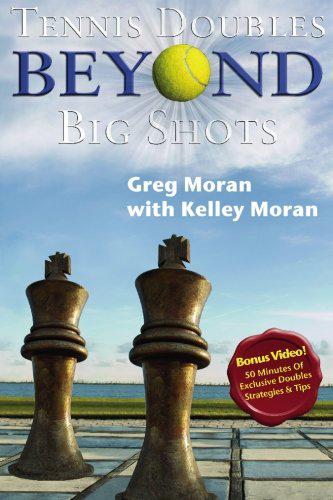 TENNIS DOUBLES
BEYOND
BIG SHOTS
Greg Moran
with Kelley Moran
Bonus Video!
50 Minutes Of
Exclusive Doubles
Strategies & Tips